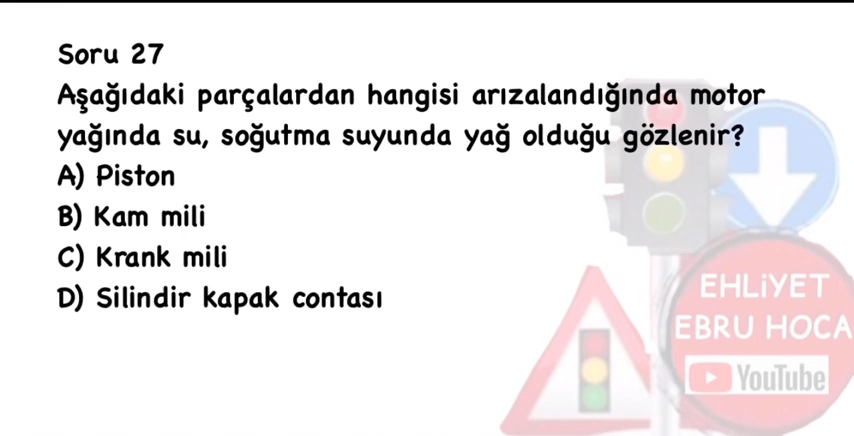 Soru 27
Aşağıdaki parçalardan hangisi arızalandığında motor
yağında su, soğutma suyunda yağ olduğu gözlenir?
A) Piston
B) Kam mili
C) Krank mili
D) Silindir kapak contası
EHLİYET
EBRU HOCA
YouTube